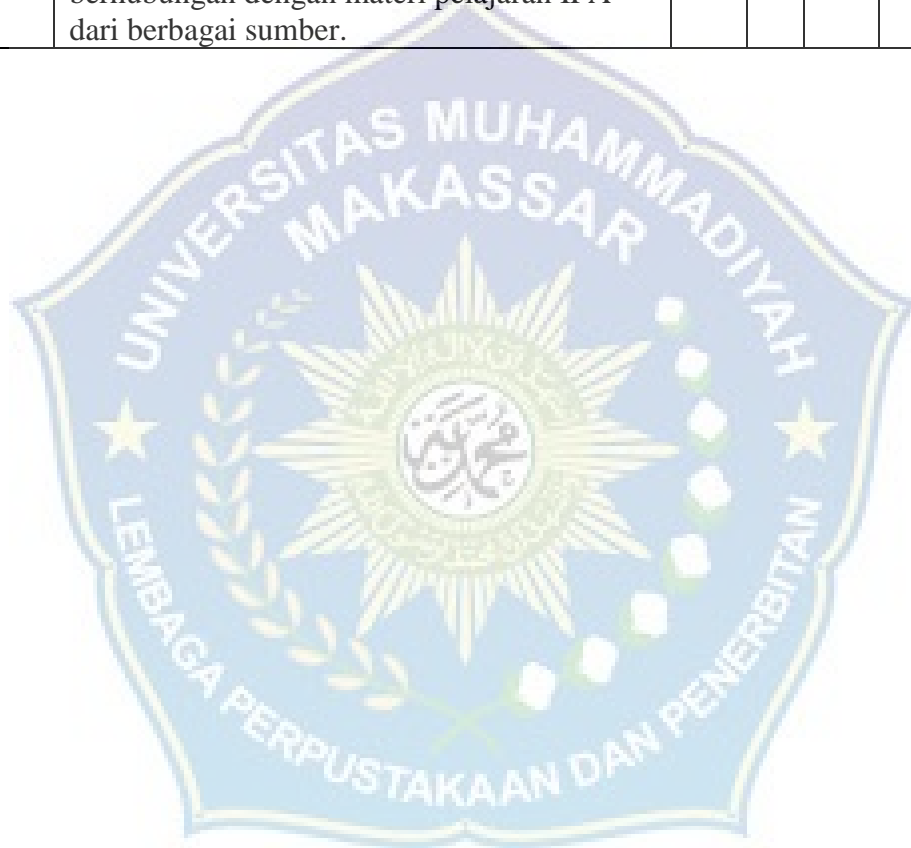 berhubungan dengan materi pelajaran IPA
dari berbagai sumber.
UNIVERSITAS MUHAMMADIYAH
MAKASSAR
LEMBAGA PERPUSTAKAAN DAN PENERBITAN